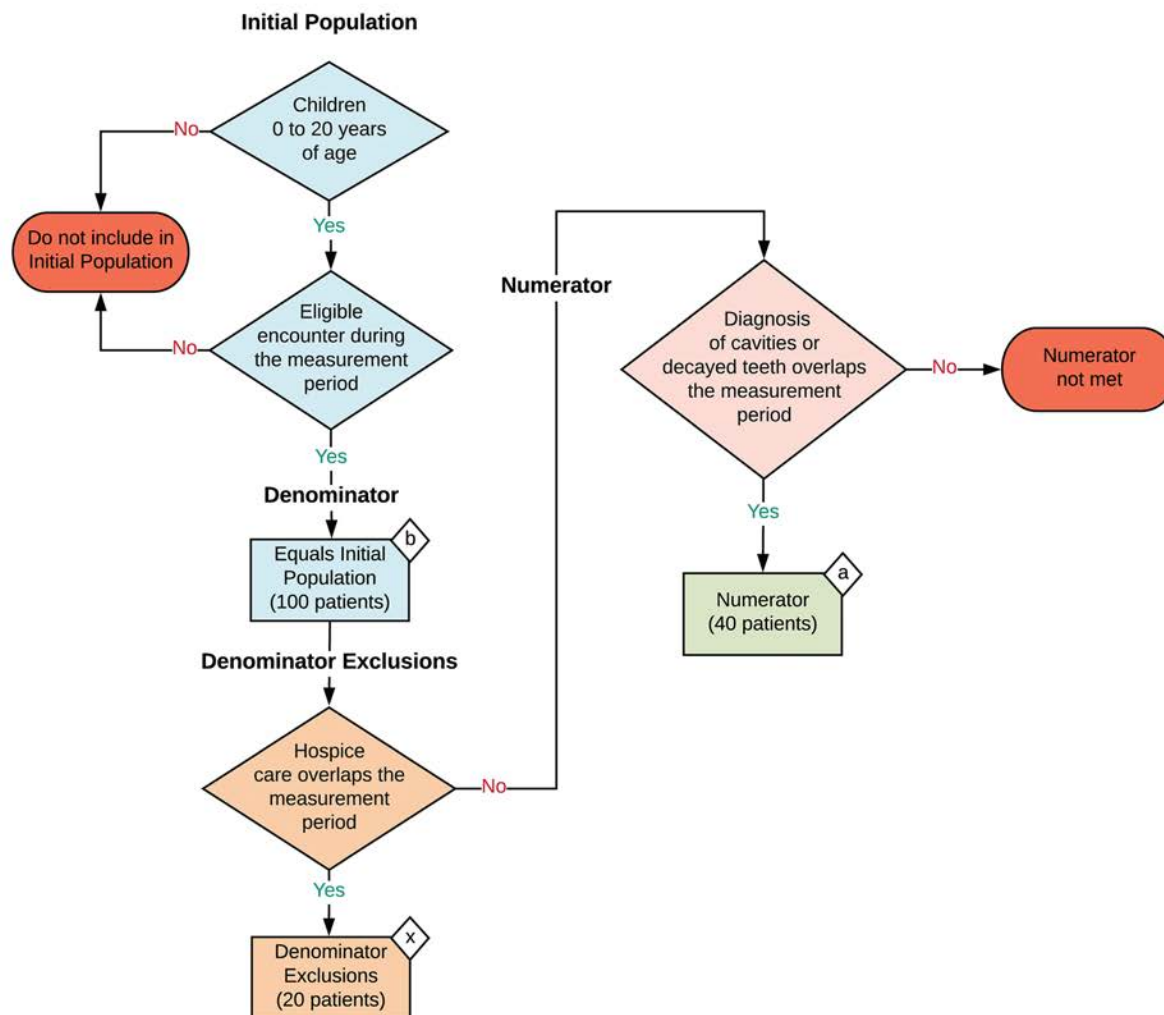 Initial Population
Children
0 to 20 years
of age
No
Yes
Do not include in
Initial Population
Eligible
encounter during
the measurement
period
No
Yes
Denominator
b
Equals Initial
Population
(100 patients)
Denominator Exclusions
Hospice
care overlaps the
measurement
period
No
Yes
x
Denominator
Exclusions
(20 patients)
Numerator
Diagnosis
of cavities or
decayed teeth overlaps
the measurement
period
No
Numerator
not met
Yes
a
Numerator
(40 patients)